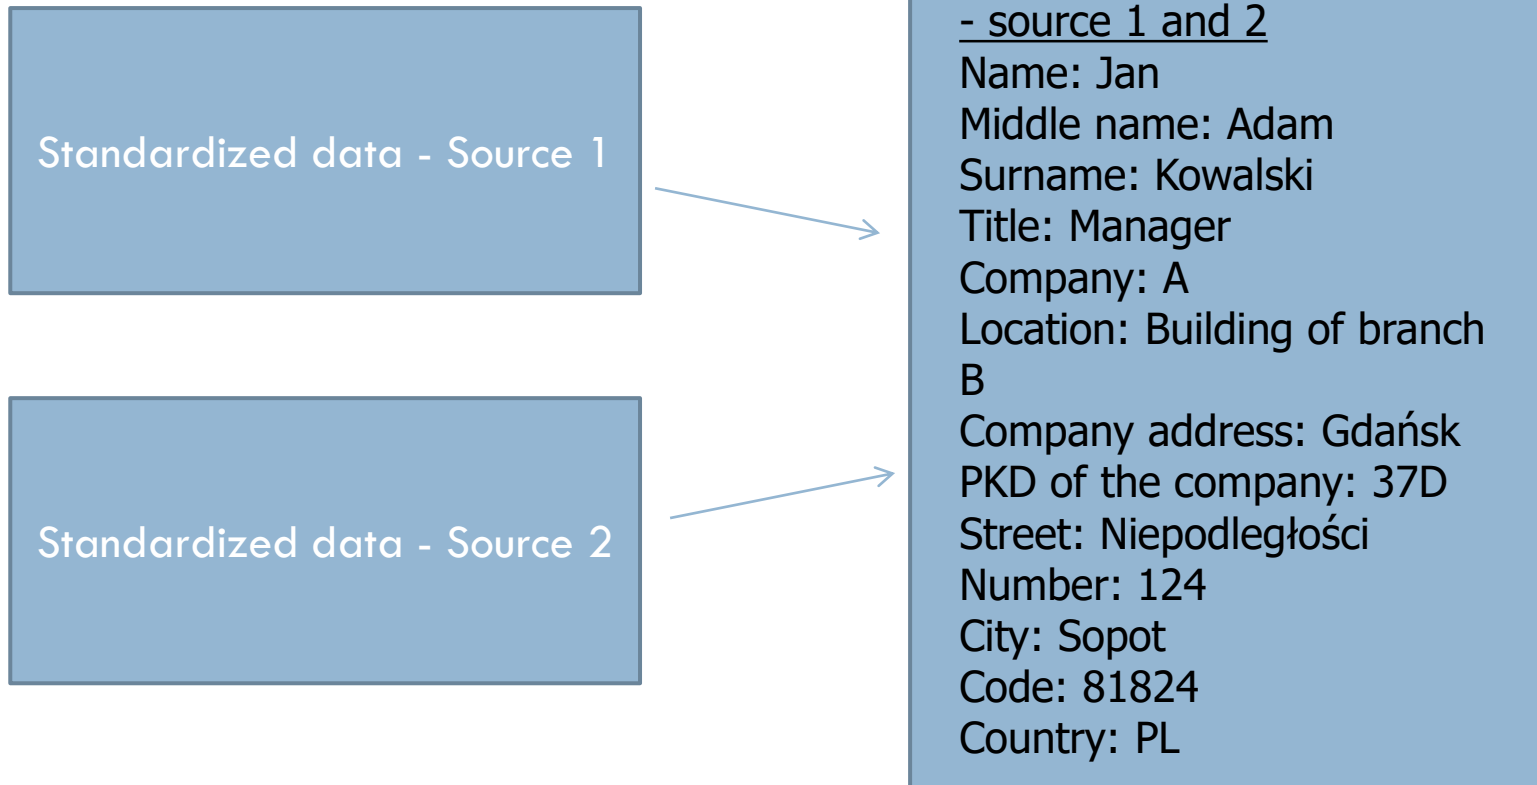 Standardized data - Source 1
Standardized data - Source 2
- source 1 and 2
Name: Jan
Middle name: Adam
Surname: Kowalski
Title: Manager
Company: A
Location: Building of branch
B
Company address: Gdańsk
PKD of the company: 37D
Street: Niepodległości
Number: 124
City: Sopot
Code: 81824
Country: PL